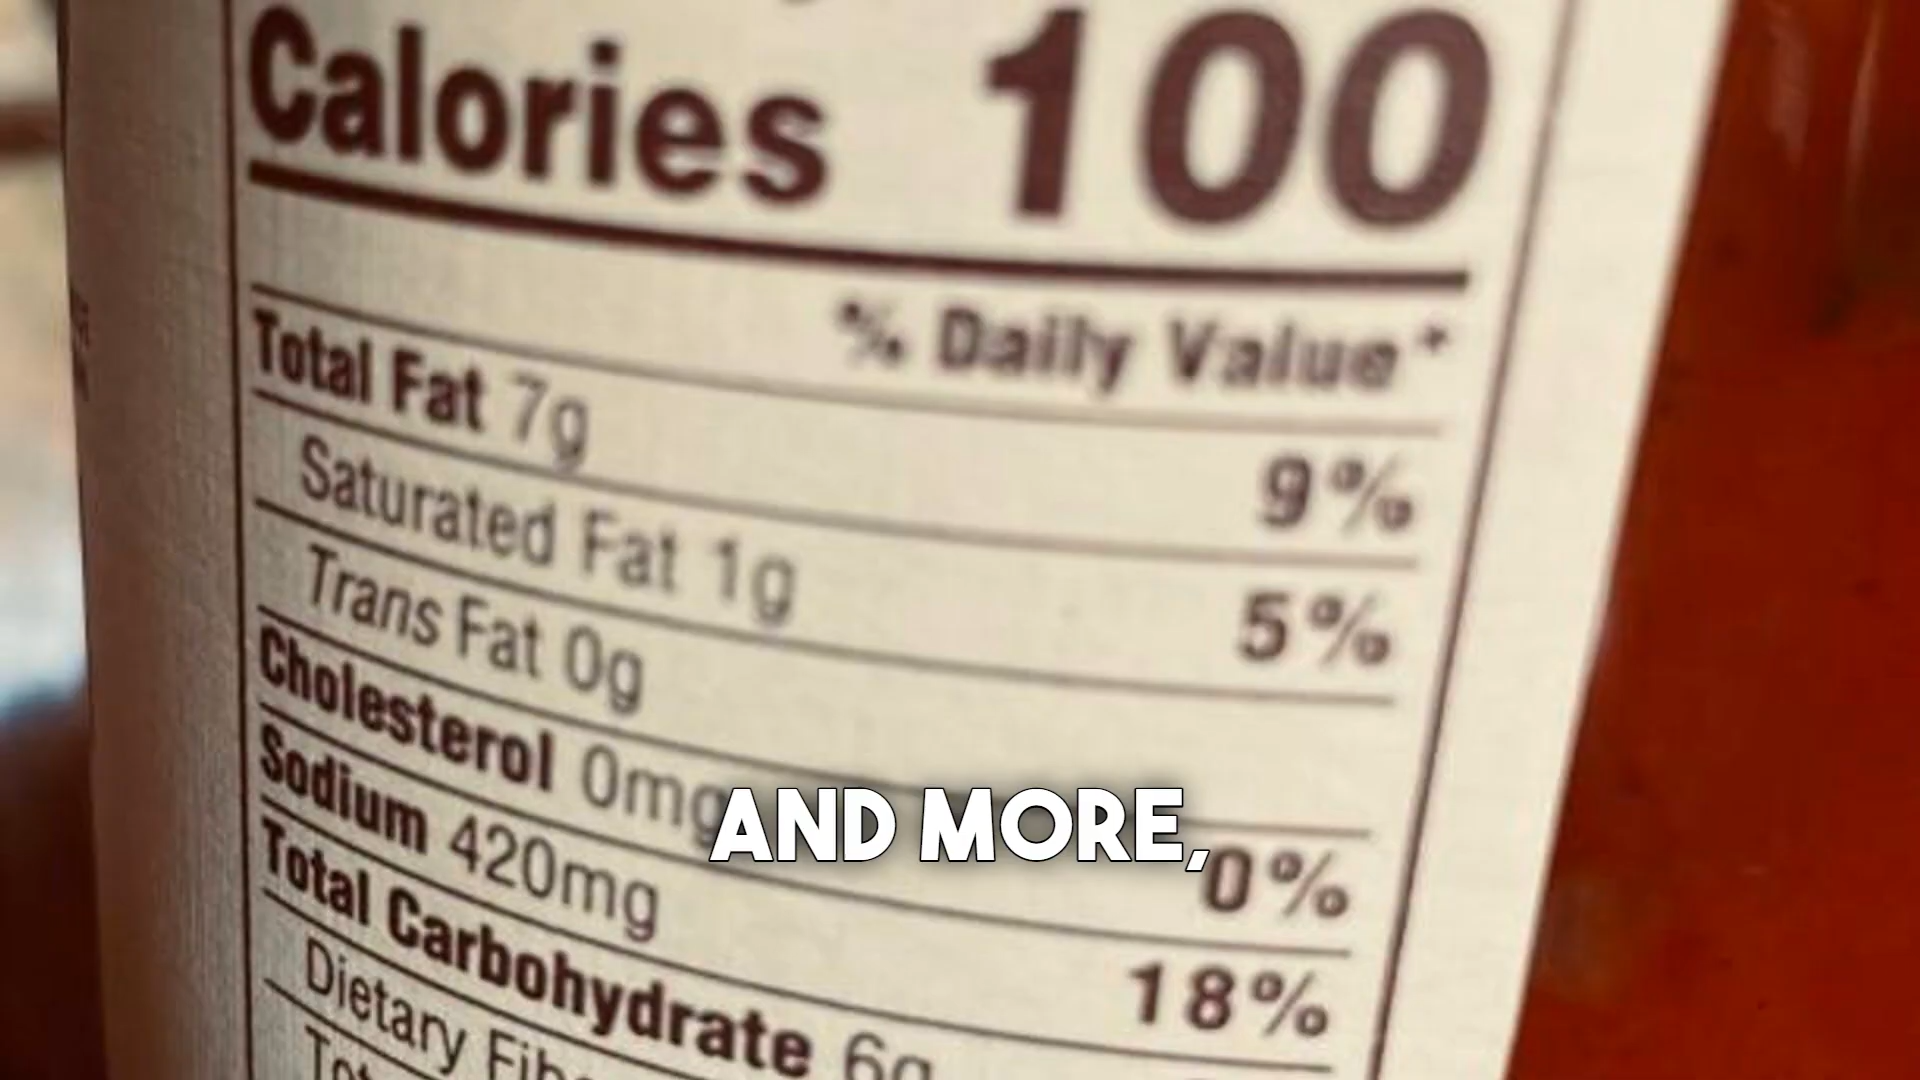 Calories 100
% Daily Value*
Total Fat 7g 9%
Saturated Fat 1g 5%
Trans Fat 0g
Cholesterol 0mg 0%
Sodium 420mg 18%
Total Carbohydrate 6g
Dietary
AND MORE,